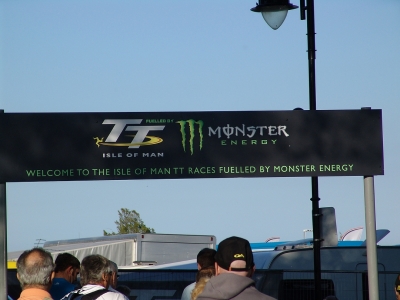 TT
ISLE OF MAN
FUELLED BY
MONSTER
ENERGY
WELCOME TO THE ISLE OF MAN TT RACES FUELLED BY MONSTER ENERGY